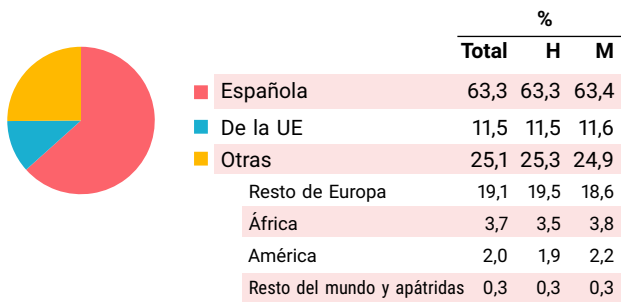 %
Total H M
Española 63,3 63,3 63,4
De la UE 11,5 11,5 11,6
Otras 25,1 25,3 24,9
Resto de Europa 19,1 19,5 18,6
África 3,7 3,5 3,8
América 2,0 1,9 2,2
Resto del mundo y apátridas 0,3 0,3 0,3